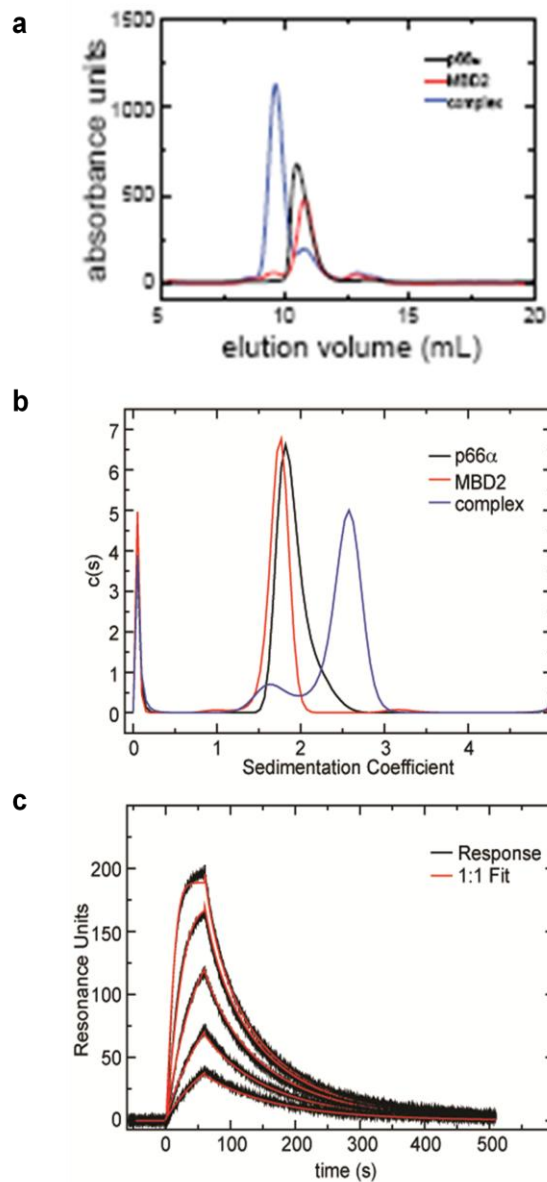 a
1500
1000
500
0
absorbance units
p66α
MBD2
complex
5 10 15 20
elution volume (mL)
b
7
6
5
4
3
2
1
0
c(s)
p66α
MBD2
complex
0 1 2 3 4
Sedimentation Coefficient
c
200
150
100
50
0
Resonance Units
Response
1:1 Fit
0 100 200 300 400 500
time (s)